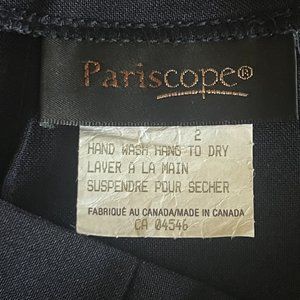 Pariscope®
2
HAND WASH HANG TO DRY
LAVER A LA MAIN
SUSPENDRE POUR SECHER
FABRIQUÉ AU CANADA/MADE IN CANADA
CA 04546